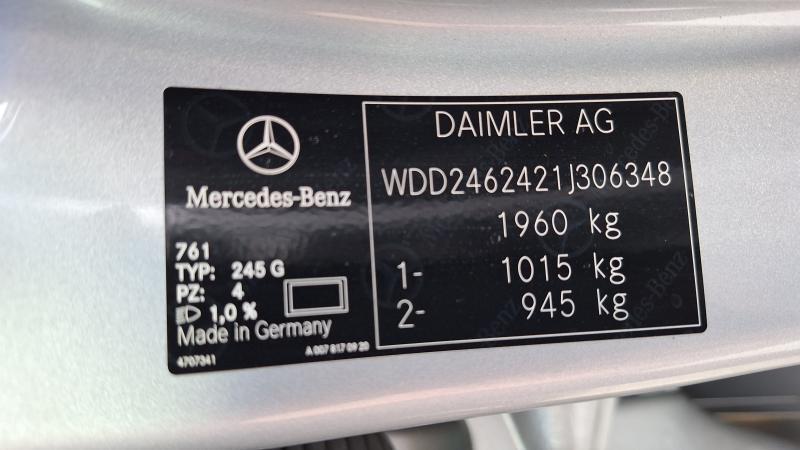 Mercedes-Benz
761
TYP: 245 G
PZ: 4
1,0 %
Made in Germany
4707341
A 007 817 09 20
DAIMLER AG
WDD2462421J306348
1960 kg
1- 1015 kg
2- 945 kg